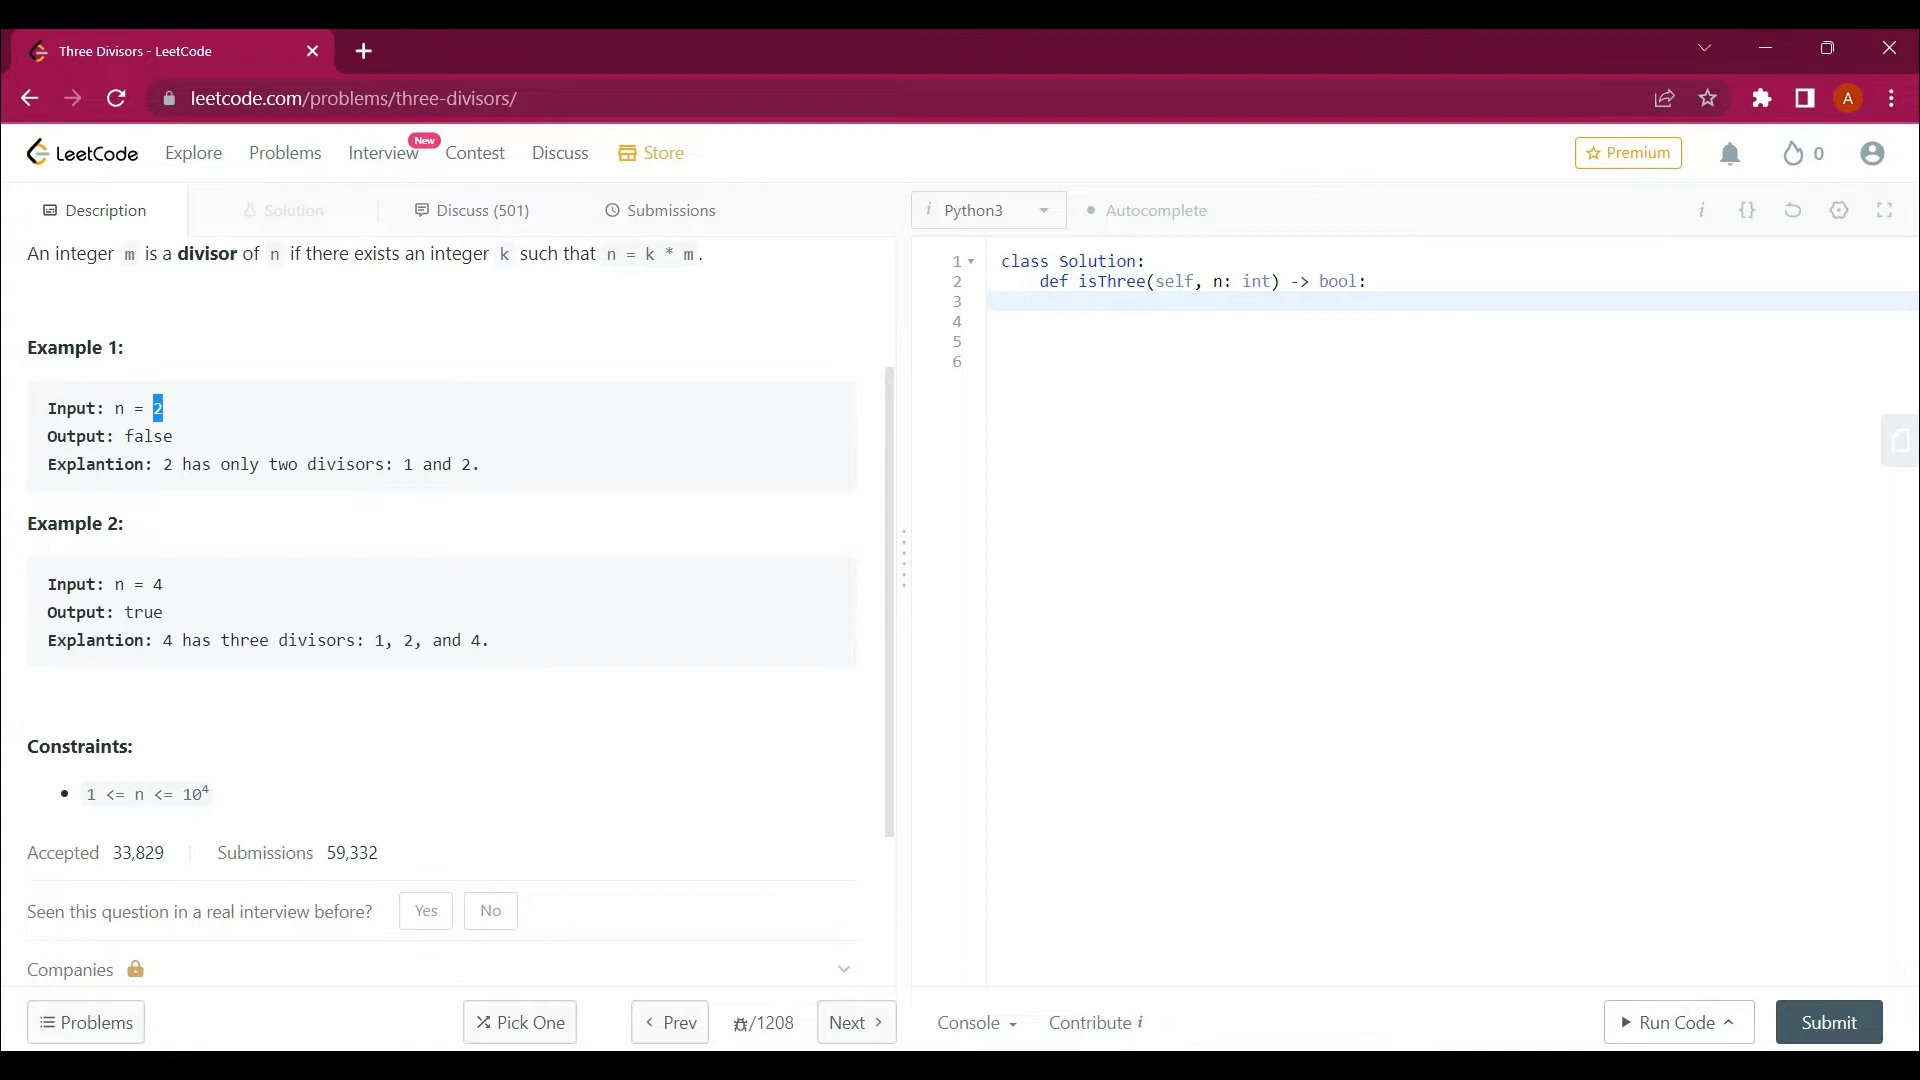 Three Divisors - LeetCode
leetcode.com/problems/three-divisors/
A
LeetCode
Explore
Problems
Interview
New
Contest
Discuss
Store
Premium
0
Description
Solution
Discuss (501)
Submissions
i Python3
Autocomplete
i
{}
An integer m is a divisor of n if there exists an integer k such that n = k * m.
Example 1:
Input: n = 2
Output: false
Explantion: 2 has only two divisors: 1 and 2.
Example 2:
Input: n = 4
Output: true
Explantion: 4 has three divisors: 1, 2, and 4.
Constraints:
1 <= n <= 10⁴
Accepted 33,829
Submissions 59,332
Seen this question in a real interview before?
Yes
No
Companies
1 class Solution:
2 def isThree(self, n: int) -> bool:
3
4
5
6
Problems
Pick One
Prev
/1208
Next
Console
Contribute i
Run Code
Submit